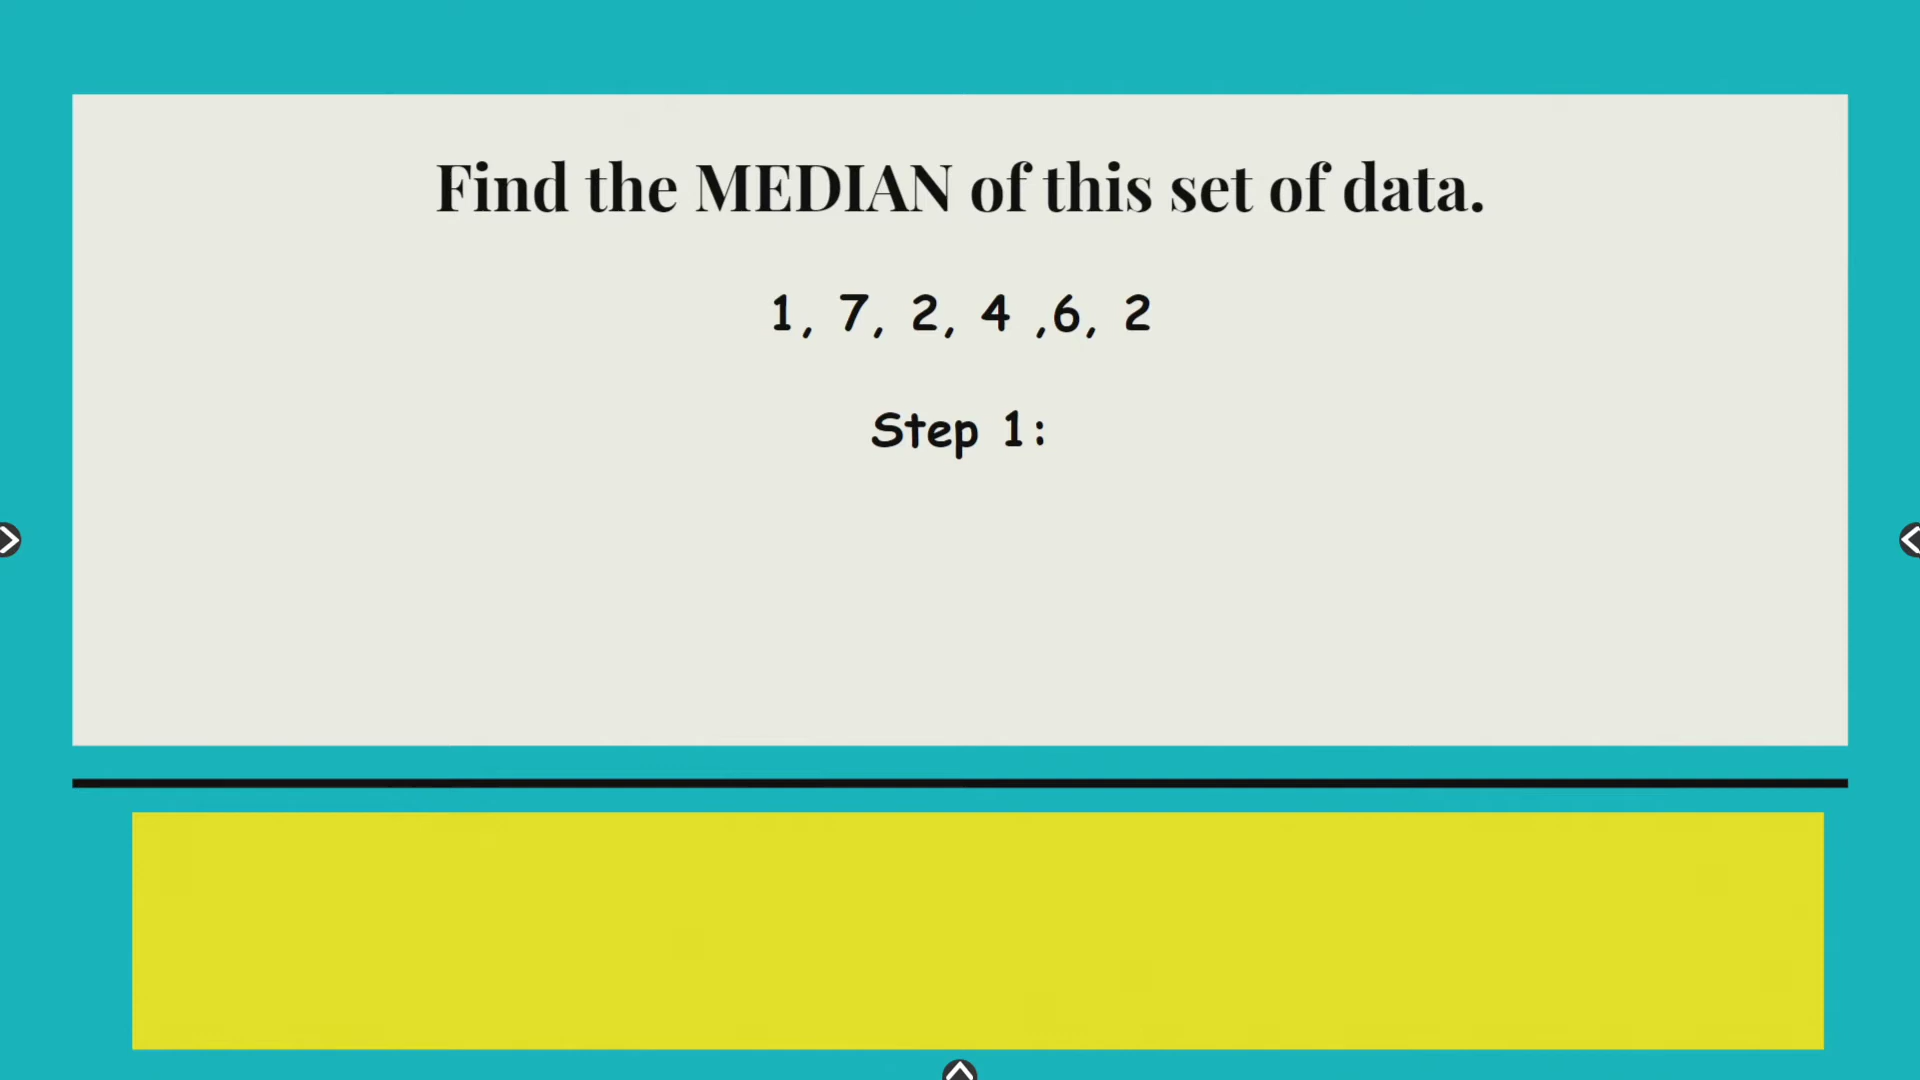 Find the MEDIAN of this set of data.
1, 7, 2, 4 ,6, 2
Step 1: